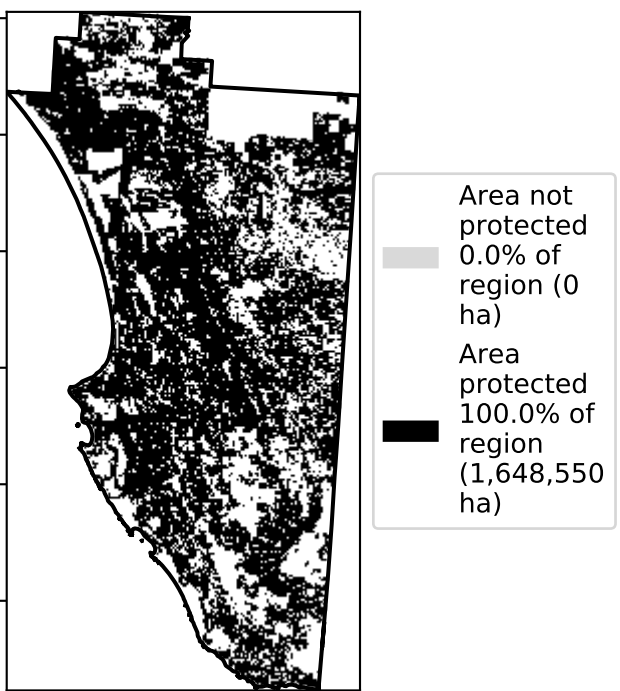 Area not
protected
0.0% of
region (0
ha)
Area
protected
100.0% of
region
(1,648,550
ha)